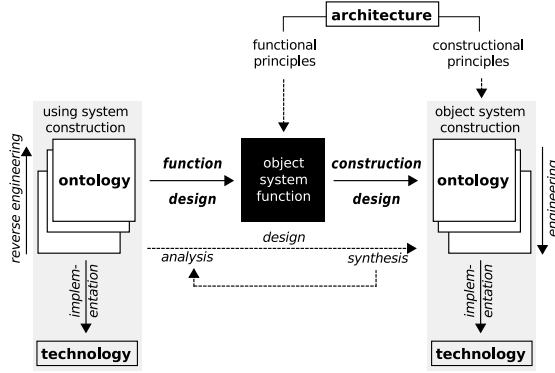 architecture
functional
principles
constructional
principles
using system
construction
object system
construction
reverse engineering
ontology
function
design
object
system
function
construction
design
ontology
engineering
design
analysis
synthesis
implem-
entation
implem-
entation
technology
technology